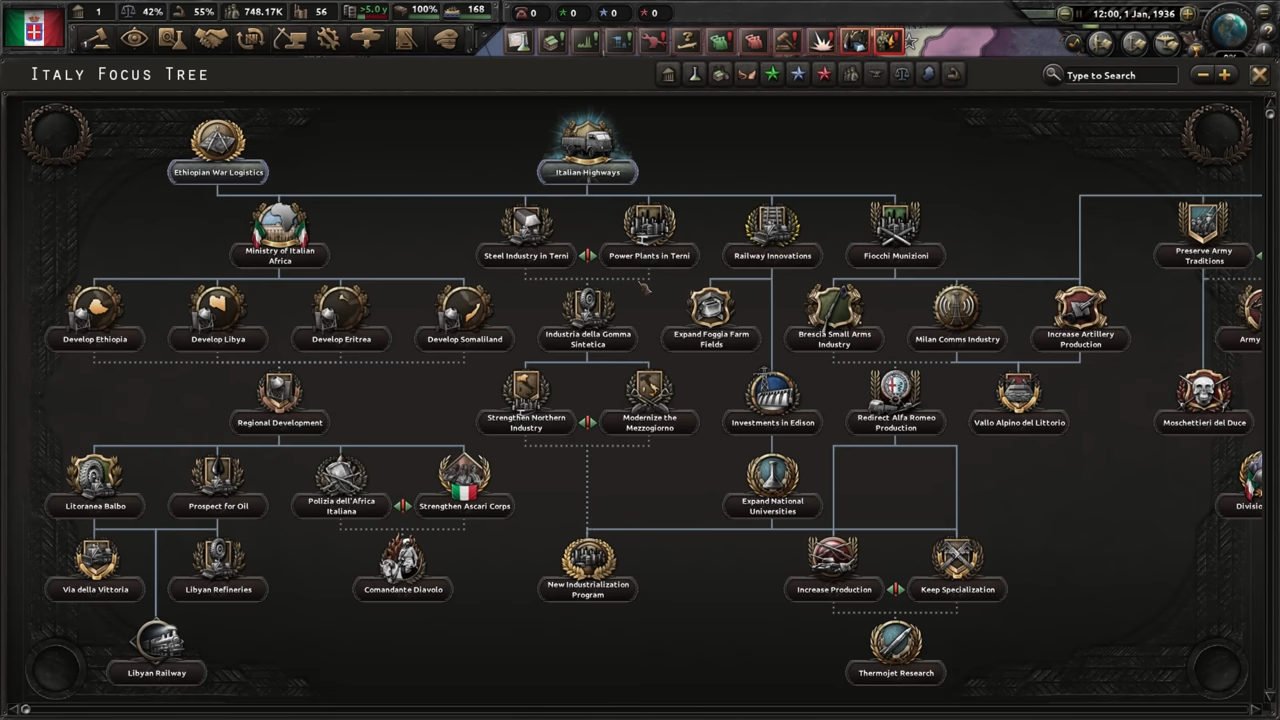 1 42% 55% 748.17K 56 >5.0 y 100% 168 0 0 0 0 12:00, 1 Jan, 1936
ITALY FOCUS TREE
Type to Search
Ethiopian War Logistics
Italian Highways
Ministry of Italian
Africa
Steel Industry in Terni
Power Plants in Terni
Railway Innovations
Fiocchi Munizioni
Preserve Army
Traditions
Develop Ethiopia
Develop Libya
Develop Eritrea
Develop Somaliland
Industria della Gomma
Sintetica
Expand Foggia Farm
Fields
Brescia Small Arms
Industry
Milan Comms Industry
Increase Artillery
Production
Army
Regional Development
Strengthen Northern
Industry
Modernize the
Mezzogiorno
Investments in Edison
Redirect Alfa Romeo
Production
Vallo Alpino del Littorio
Moschettieri del Duce
Litoranea Balbo
Prospect for Oil
Polizia dell'Africa
Italiana
Strengthen Ascari Corps
Expand National
Universities
Divisio
Via della Vittoria
Libyan Refineries
Comandante Diavolo
New Industrialization
Program
Increase Production
Keep Specialization
Libyan Railway
Thermojet Research